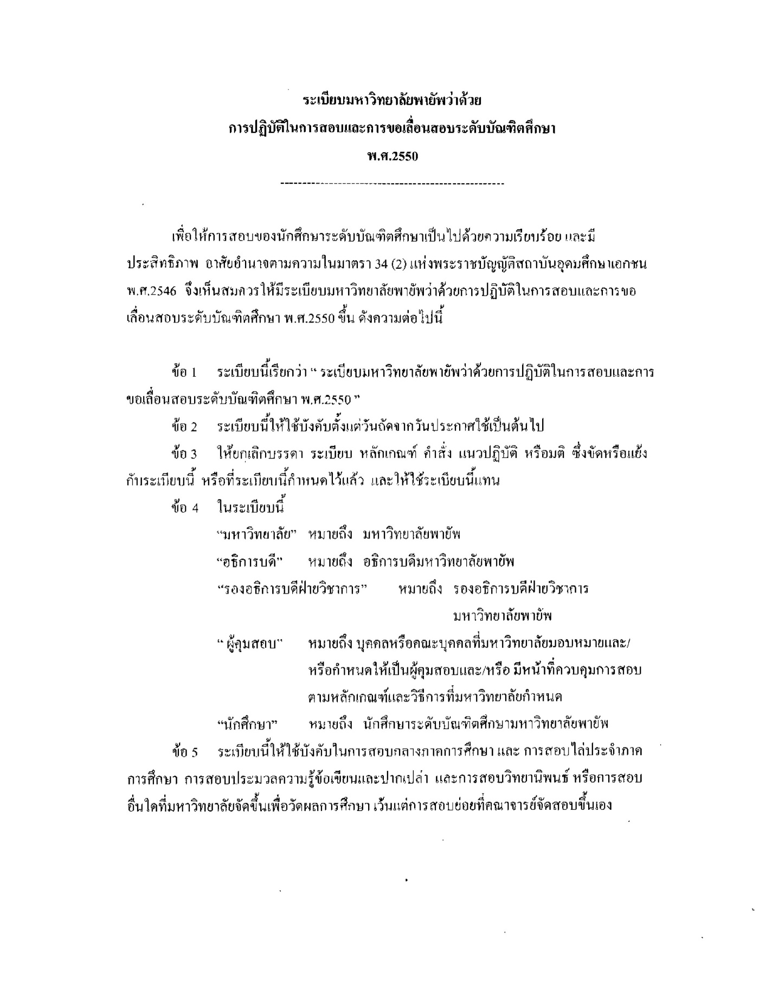 ระเบียบมหาวิทยาลัยพายัพว่าด้วย
การปฏิบัติในการสอบและการขอเลื่อนสอบระดับบัณฑิตศึกษา
พ.ศ.2550
--------------------------------------------------
เพื่อให้การสอบของนักศึกษาระดับบัณฑิตศึกษาเป็นไปด้วยความเรียบร้อย และมี
ประสิทธิภาพ อาศัยอำนาจตามความในมาตรา 34 (2) แห่งพระราชบัญญัติสถาบันอุดมศึกษาเอกชน
พ.ศ.2546 จึงเห็นสมควรให้มีระเบียบมหาวิทยาลัยพายัพว่าด้วยการปฏิบัติในการสอบและการขอ
เลื่อนสอบระดับบัณฑิตศึกษา พ.ศ.2550 ขึ้น ดังความต่อไปนี้
ข้อ 1 ระเบียบนี้เรียกว่า “ ระเบียบมหาวิทยาลัยพายัพว่าด้วยการปฏิบัติในการสอบและการ
ขอเลื่อนสอบระดับบัณฑิตศึกษา พ.ศ.2550 ”
ข้อ 2 ระเบียบนี้ให้ใช้บังคับตั้งแต่วันถัดจากวันประกาศใช้เป็นต้นไป
ข้อ 3 ให้ยกเลิกบรรดา ระเบียบ หลักเกณฑ์ คำสั่ง แนวปฏิบัติ หรือมติ ซึ่งขัดหรือแย้ง
กับระเบียบนี้ หรือที่ระเบียบนี้กำหนดไว้แล้ว และให้ใช้ระเบียบนี้แทน
ข้อ 4 ในระเบียบนี้
“มหาวิทยาลัย” หมายถึง มหาวิทยาลัยพายัพ
“อธิการบดี” หมายถึง อธิการบดีมหาวิทยาลัยพายัพ
“รองอธิการบดีฝ่ายวิชาการ” หมายถึง รองอธิการบดีฝ่ายวิชาการ
มหาวิทยาลัยพายัพ
“ ผู้คุมสอบ” หมายถึง บุคคลหรือคณะบุคคลที่มหาวิทยาลัยมอบหมายและ/
หรือกำหนดให้เป็นผู้คุมสอบและ/หรือ มีหน้าที่ควบคุมการสอบ
ตามหลักเกณฑ์และวิธีการที่มหาวิทยาลัยกำหนด
“นักศึกษา” หมายถึง นักศึกษาระดับบัณฑิตศึกษามหาวิทยาลัยพายัพ
ข้อ 5 ระเบียบนี้ให้ใช้บังคับในการสอบกลางภาคการศึกษา และ การสอบไล่ประจำภาค
การศึกษา การสอบประมวลความรู้ข้อเขียนและปากเปล่า และการสอบวิทยานิพนธ์ หรือการสอบ
อื่นใดที่มหาวิทยาลัยจัดขึ้นเพื่อวัดผลการศึกษา เว้นแต่การสอบย่อยที่คณาจารย์จัดสอบขึ้นเอง